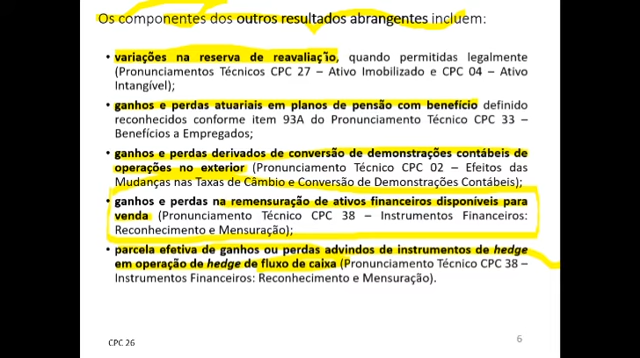 Os componentes dos outros resultados abrangentes incluem:
• variações na reserva de reavaliação, quando permitidas legalmente
(Pronunciamentos Técnicos CPC 27 – Ativo Imobilizado e CPC 04 – Ativo
Intangível);
• ganhos e perdas atuariais em planos de pensão com benefício definido
reconhecidos conforme item 93A do Pronunciamento Técnico CPC 33 –
Benefícios a Empregados;
• ganhos e perdas derivados de conversão de demonstrações contábeis de
operações no exterior (Pronunciamento Técnico CPC 02 – Efeitos das
Mudanças nas Taxas de Câmbio e Conversão de Demonstrações Contábeis);
• ganhos e perdas na remensuração de ativos financeiros disponíveis para
venda (Pronunciamento Técnico CPC 38 – Instrumentos Financeiros:
Reconhecimento e Mensuração);
• parcela efetiva de ganhos ou perdas advindos de instrumentos de hedge
em operação de hedge de fluxo de caixa (Pronunciamento Técnico CPC 38 –
Instrumentos Financeiros: Reconhecimento e Mensuração).
CPC 26
6